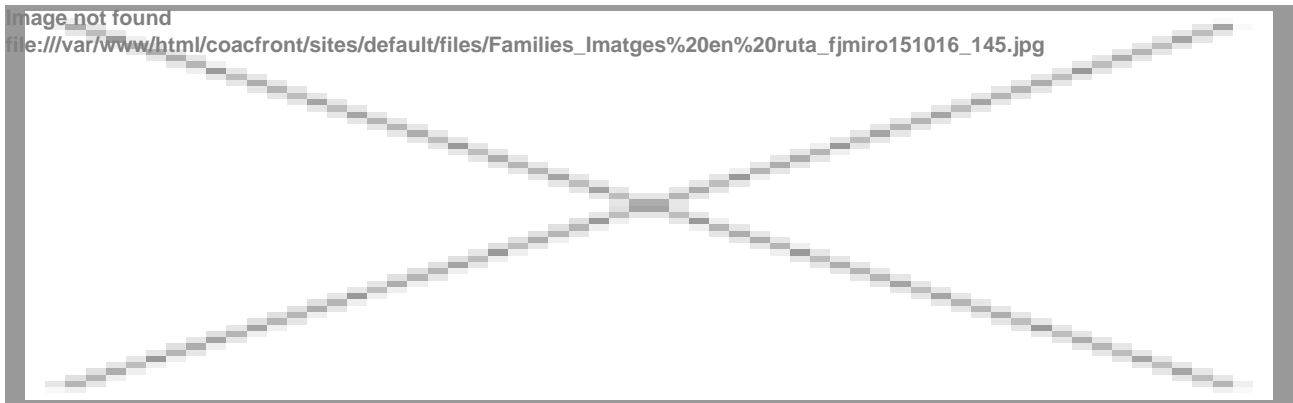 Image not found
file:///var/www/html/coacfront/sites/default/files/Families_Imatges%20en%20ruta_fjmiro151016_145.jpg